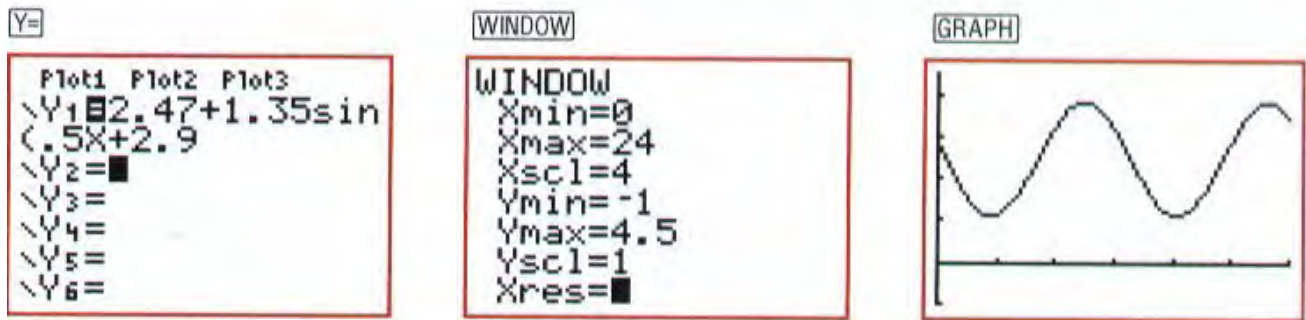 Y=
Plot1 Plot2 Plot3
\Y1=2.47+1.35sin
(.5X+2.9
\Y2=
\Y3=
\Y4=
\Y5=
\Y6=
WINDOW
WINDOW
Xmin=0
Xmax=24
Xscl=4
Ymin=-1
Ymax=4.5
Yscl=1
Xres=
GRAPH